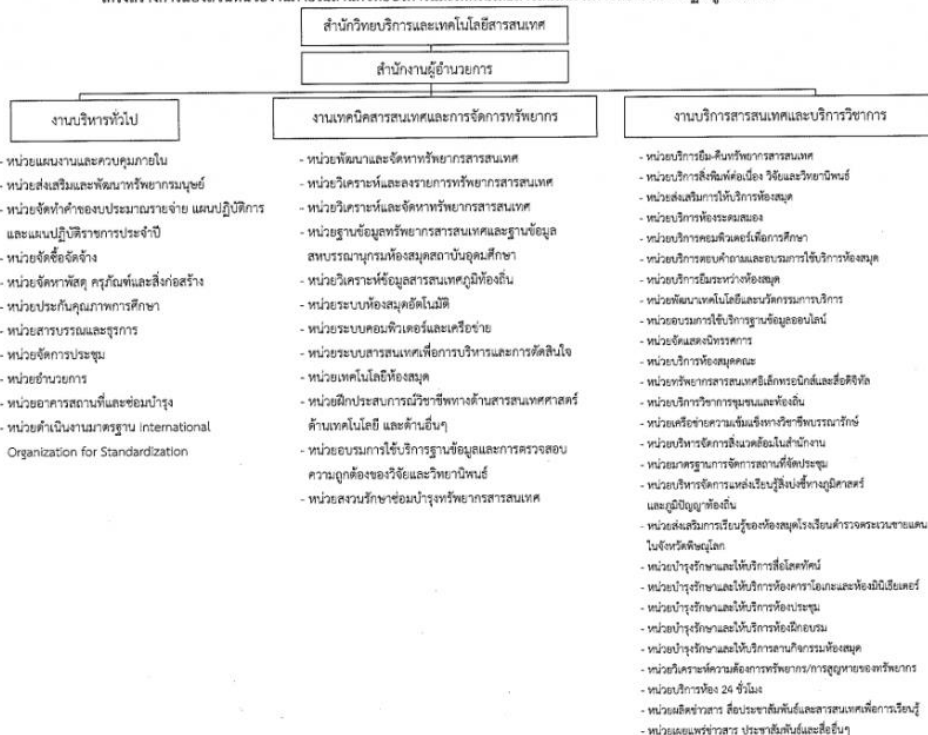 สำนักวิทยบริการและเทคโนโลยีสารสนเทศ
สำนักงานผู้อำนวยการ
งานบริหารทั่วไป
- หน่วยแผนงานและควบคุมภายใน
- หน่วยส่งเสริมและพัฒนาทรัพยากรมนุษย์
- หน่วยจัดทำคำของบประมาณรายจ่าย แผนปฏิบัติการ
และแผนปฏิบัติราชการประจำปี
- หน่วยจัดซื้อจัดจ้าง
- หน่วยจัดหาพัสดุ ครุภัณฑ์และสิ่งก่อสร้าง
- หน่วยประกันคุณภาพการศึกษา
- หน่วยสารบรรณและธุรการ
- หน่วยจัดการประชุม
- หน่วยอำนวยการ
- หน่วยอาคารสถานที่และซ่อมบำรุง
- หน่วยดำเนินงานมาตรฐาน International
Organization for Standardization
งานเทคนิคสารสนเทศและการจัดการทรัพยากร
- หน่วยพัฒนาและจัดหาทรัพยากรสารสนเทศ
- หน่วยวิเคราะห์และลงรายการทรัพยากรสารสนเทศ
- หน่วยวิเคราะห์และจัดหาทรัพยากรสารสนเทศ
- หน่วยฐานข้อมูลทรัพยากรสารสนเทศและฐานข้อมูล
สหบรรณานุกรมห้องสมุดสถาบันอุดมศึกษา
- หน่วยวิเคราะห์ข้อมูลสารสนเทศภูมิท้องถิ่น
- หน่วยระบบห้องสมุดอัตโนมัติ
- หน่วยระบบคอมพิวเตอร์และเครือข่าย
- หน่วยระบบสารสนเทศเพื่อการบริหารและการตัดสินใจ
- หน่วยเทคโนโลยีห้องสมุด
- หน่วยฝึกประสบการณ์วิชาชีพทางด้านสารสนเทศศาสตร์
ด้านเทคโนโลยี และด้านอื่นๆ
- หน่วยอบรมการใช้บริการฐานข้อมูลและการตรวจสอบ
ความถูกต้องของวิจัยและวิทยานิพนธ์
- หน่วยสงวนรักษาซ่อมบำรุงทรัพยากรสารสนเทศ
งานบริการสารสนเทศและบริการวิชาการ
- หน่วยบริการยืม-คืนทรัพยากรสารสนเทศ
- หน่วยบริการสิ่งพิมพ์ต่อเนื่อง วิจัยและวิทยานิพนธ์
- หน่วยส่งเสริมการให้บริการห้องสมุด
- หน่วยบริการห้องระดมสมอง
- หน่วยบริการคอมพิวเตอร์เพื่อการศึกษา
- หน่วยบริการตอบคำถามและอบรมการใช้บริการห้องสมุด
- หน่วยบริการยืมระหว่างห้องสมุด
- หน่วยพัฒนาเทคโนโลยีและนวัตกรรมการบริการ
- หน่วยอบรมการใช้บริการฐานข้อมูลออนไลน์
- หน่วยจัดแสดงนิทรรศการ
- หน่วยบริการห้องสมุดคณะ
- หน่วยทรัพยากรสารสนเทศอิเล็กทรอนิกส์และสื่อดิจิทัล
- หน่วยบริการวิชาการชุมชนและท้องถิ่น
- หน่วยเครือข่ายความเข้มแข็งทางวิชาชีพบรรณารักษ์
- หน่วยบริหารจัดการสิ่งแวดล้อมในสำนักงาน
- หน่วยมาตรฐานการจัดการสถานที่จัดประชุม
- หน่วยบริหารจัดการแหล่งเรียนรู้สิ่งบ่งชี้ทางภูมิศาสตร์
และภูมิปัญญาท้องถิ่น
- หน่วยส่งเสริมการเรียนรู้ของห้องสมุดโรงเรียนตำรวจตระเวนชายแดน
ในจังหวัดพิษณุโลก
- หน่วยบำรุงรักษาและให้บริการสื่อโสตทัศน์
- หน่วยบำรุงรักษาและให้บริการห้องคาราโอเกะและห้องมินิเธียเตอร์
- หน่วยบำรุงรักษาและให้บริการห้องประชุม
- หน่วยบำรุงรักษาและให้บริการห้องฝึกอบรม
- หน่วยบำรุงรักษาและให้บริการลานกิจกรรมห้องสมุด
- หน่วยวิเคราะห์ความต้องการทรัพยากร/การสูญหายของทรัพยากร
- หน่วยบริการห้อง 24 ชั่วโมง
- หน่วยผลิตข่าวสาร สื่อประชาสัมพันธ์และสารสนเทศเพื่อการเรียนรู้
- หน่วยเผยแพร่ข่าวสาร ประชาสัมพันธ์และสื่ออื่นๆ